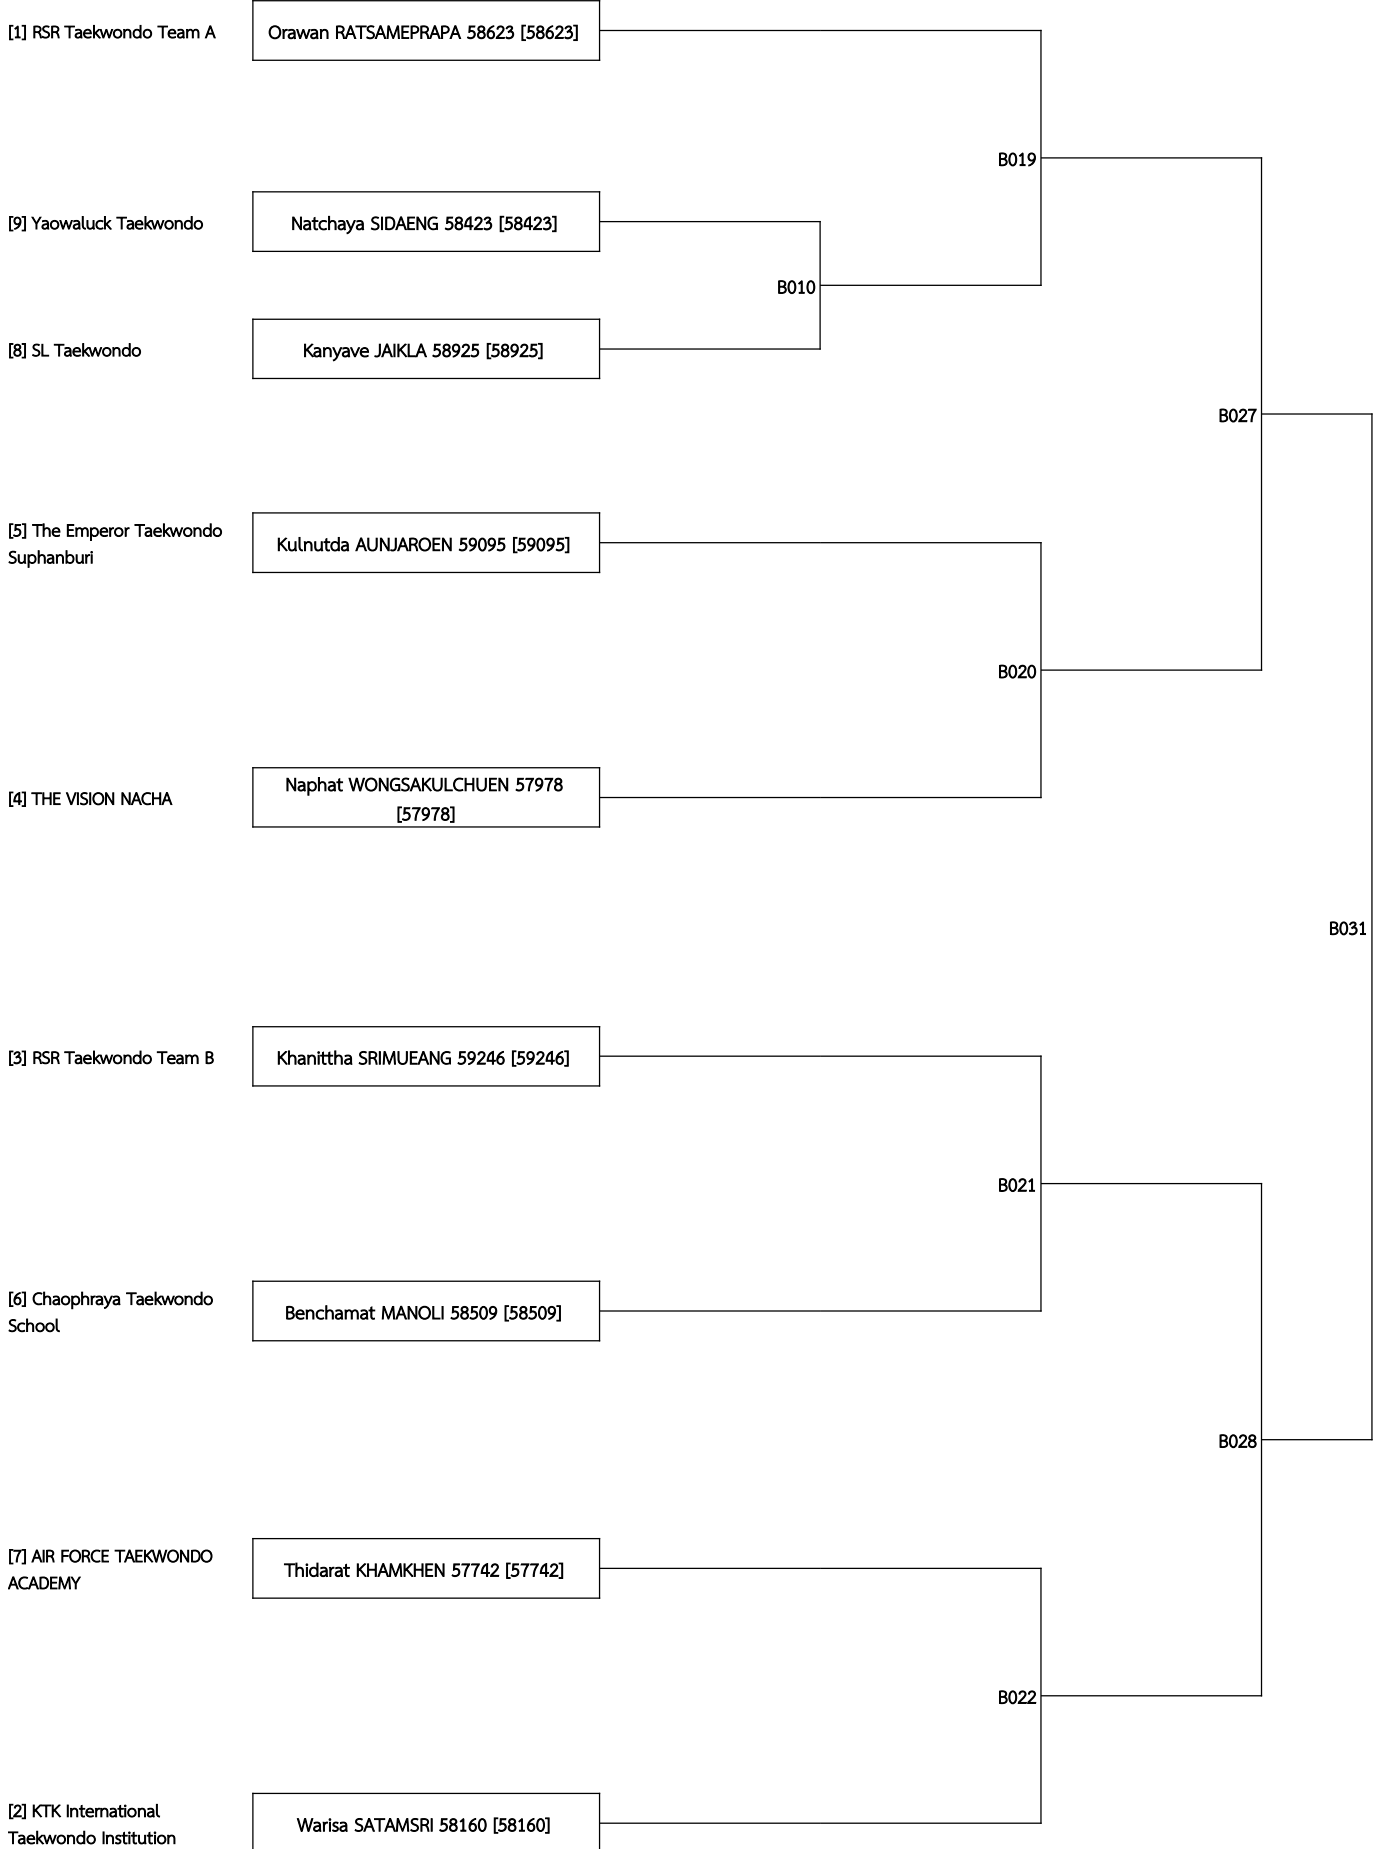 [1] RSR Taekwondo Team A
Orawan RATSAMEPRAPA 58623 [58623]
B019
[9] Yaowaluck Taekwondo
Natchaya SIDAENG 58423 [58423]
B010
[8] SL Taekwondo
Kanyave JAIKLA 58925 [58925]
B027
[5] The Emperor Taekwondo
Suphanburi
Kulnutda AUNJAROEN 59095 [59095]
B020
[4] THE VISION NACHA
Naphat WONGSAKULCHUEN 57978
[57978]
B031
[3] RSR Taekwondo Team B
Khanittha SRIMUEANG 59246 [59246]
B021
[6] Chaophraya Taekwondo
School
Benchamat MANOLI 58509 [58509]
B028
[7] AIR FORCE TAEKWONDO
ACADEMY
Thidarat KHAMKHEN 57742 [57742]
B022
[2] KTK International
Taekwondo Institution
Warisa SATAMSRI 58160 [58160]